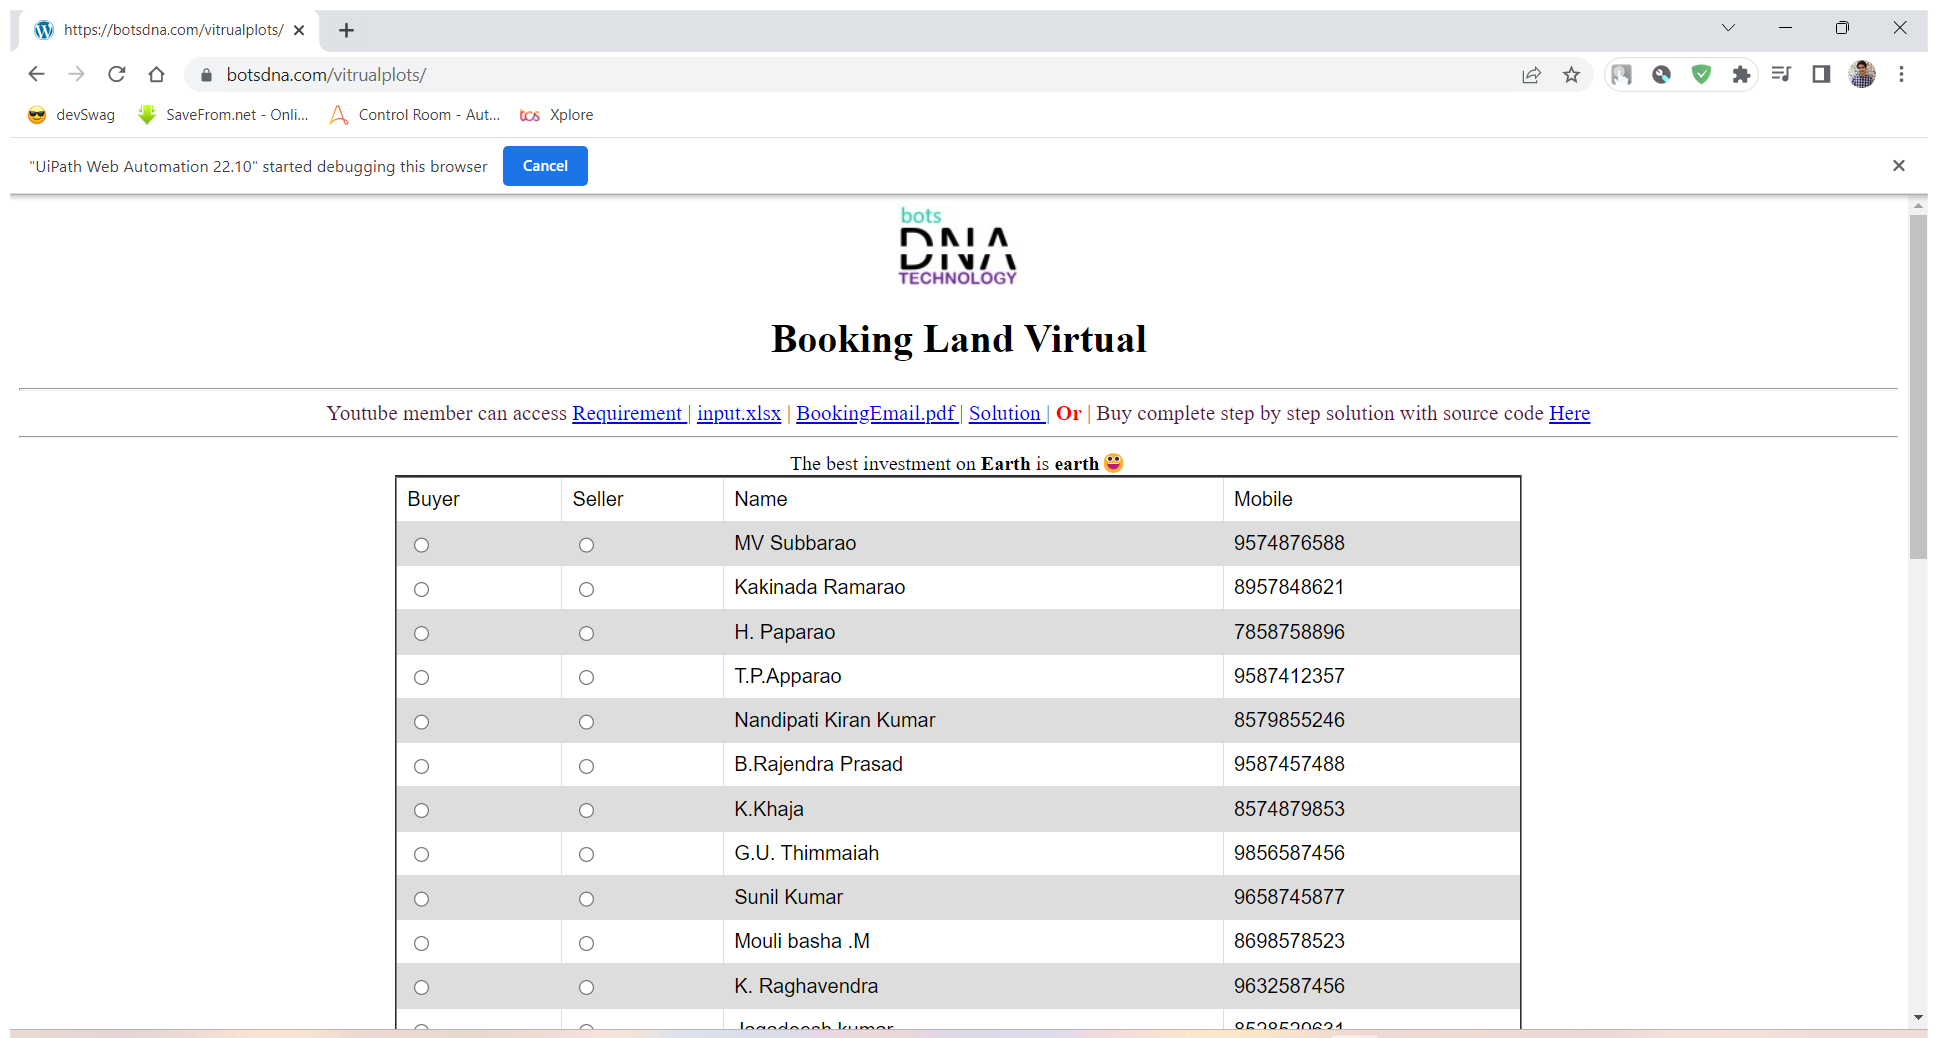 https://botsdna.com/vitrualplots/
botsdna.com/vitrualplots/
devSwag SaveFrom.net - Onli... Control Room - Aut... tcs Xplore
"UiPath Web Automation 22.10" started debugging this browser Cancel
bots
DNA
TECHNOLOGY
Booking Land Virtual
Youtube member can access Requirement | input.xlsx | BookingEmail.pdf | Solution | Or | Buy complete step by step solution with source code Here
The best investment on Earth is earth😀
Buyer Seller Name Mobile
MV Subbarao 9574876588
Kakinada Ramarao 8957848621
H. Paparao 7858758896
T.P.Apparao 9587412357
Nandipati Kiran Kumar 8579855246
B.Rajendra Prasad 9587457488
K.Khaja 8574879853
G.U. Thimmaiah 9856587456
Sunil Kumar 9658745877
Mouli basha .M 8698578523
K. Raghavendra 9632587456
Jagadeesh kumar 8528529631